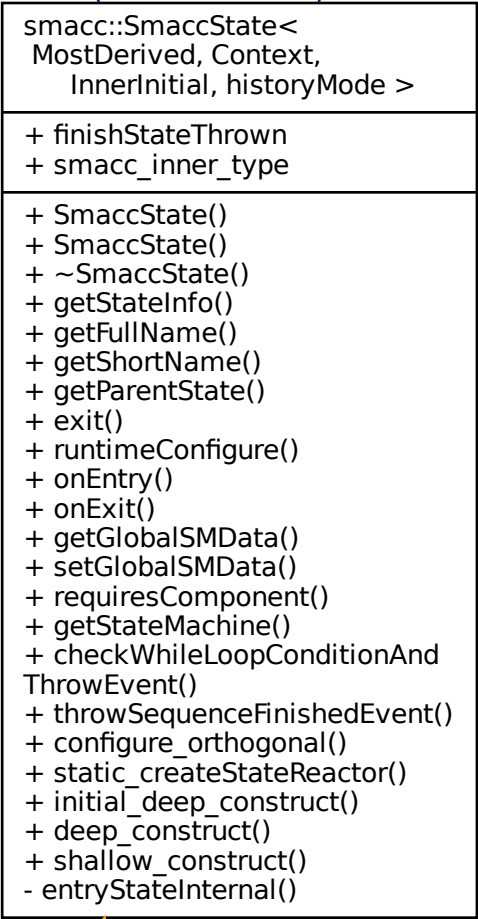 smacc::SmaccState<
MostDerived, Context,
InnerInitial, historyMode >
+ finishStateThrown
+ smacc_inner_type
+ SmaccState()
+ SmaccState()
+ ~SmaccState()
+ getStateInfo()
+ getFullName()
+ getShortName()
+ getParentState()
+ exit()
+ runtimeConfigure()
+ onEntry()
+ onExit()
+ getGlobalSMData()
+ setGlobalSMData()
+ requiresComponent()
+ getStateMachine()
+ checkWhileLoopConditionAnd
ThrowEvent()
+ throwSequenceFinishedEvent()
+ configure_orthogonal()
+ static_createStateReactor()
+ initial_deep_construct()
+ deep_construct()
+ shallow_construct()
- entryStateInternal()